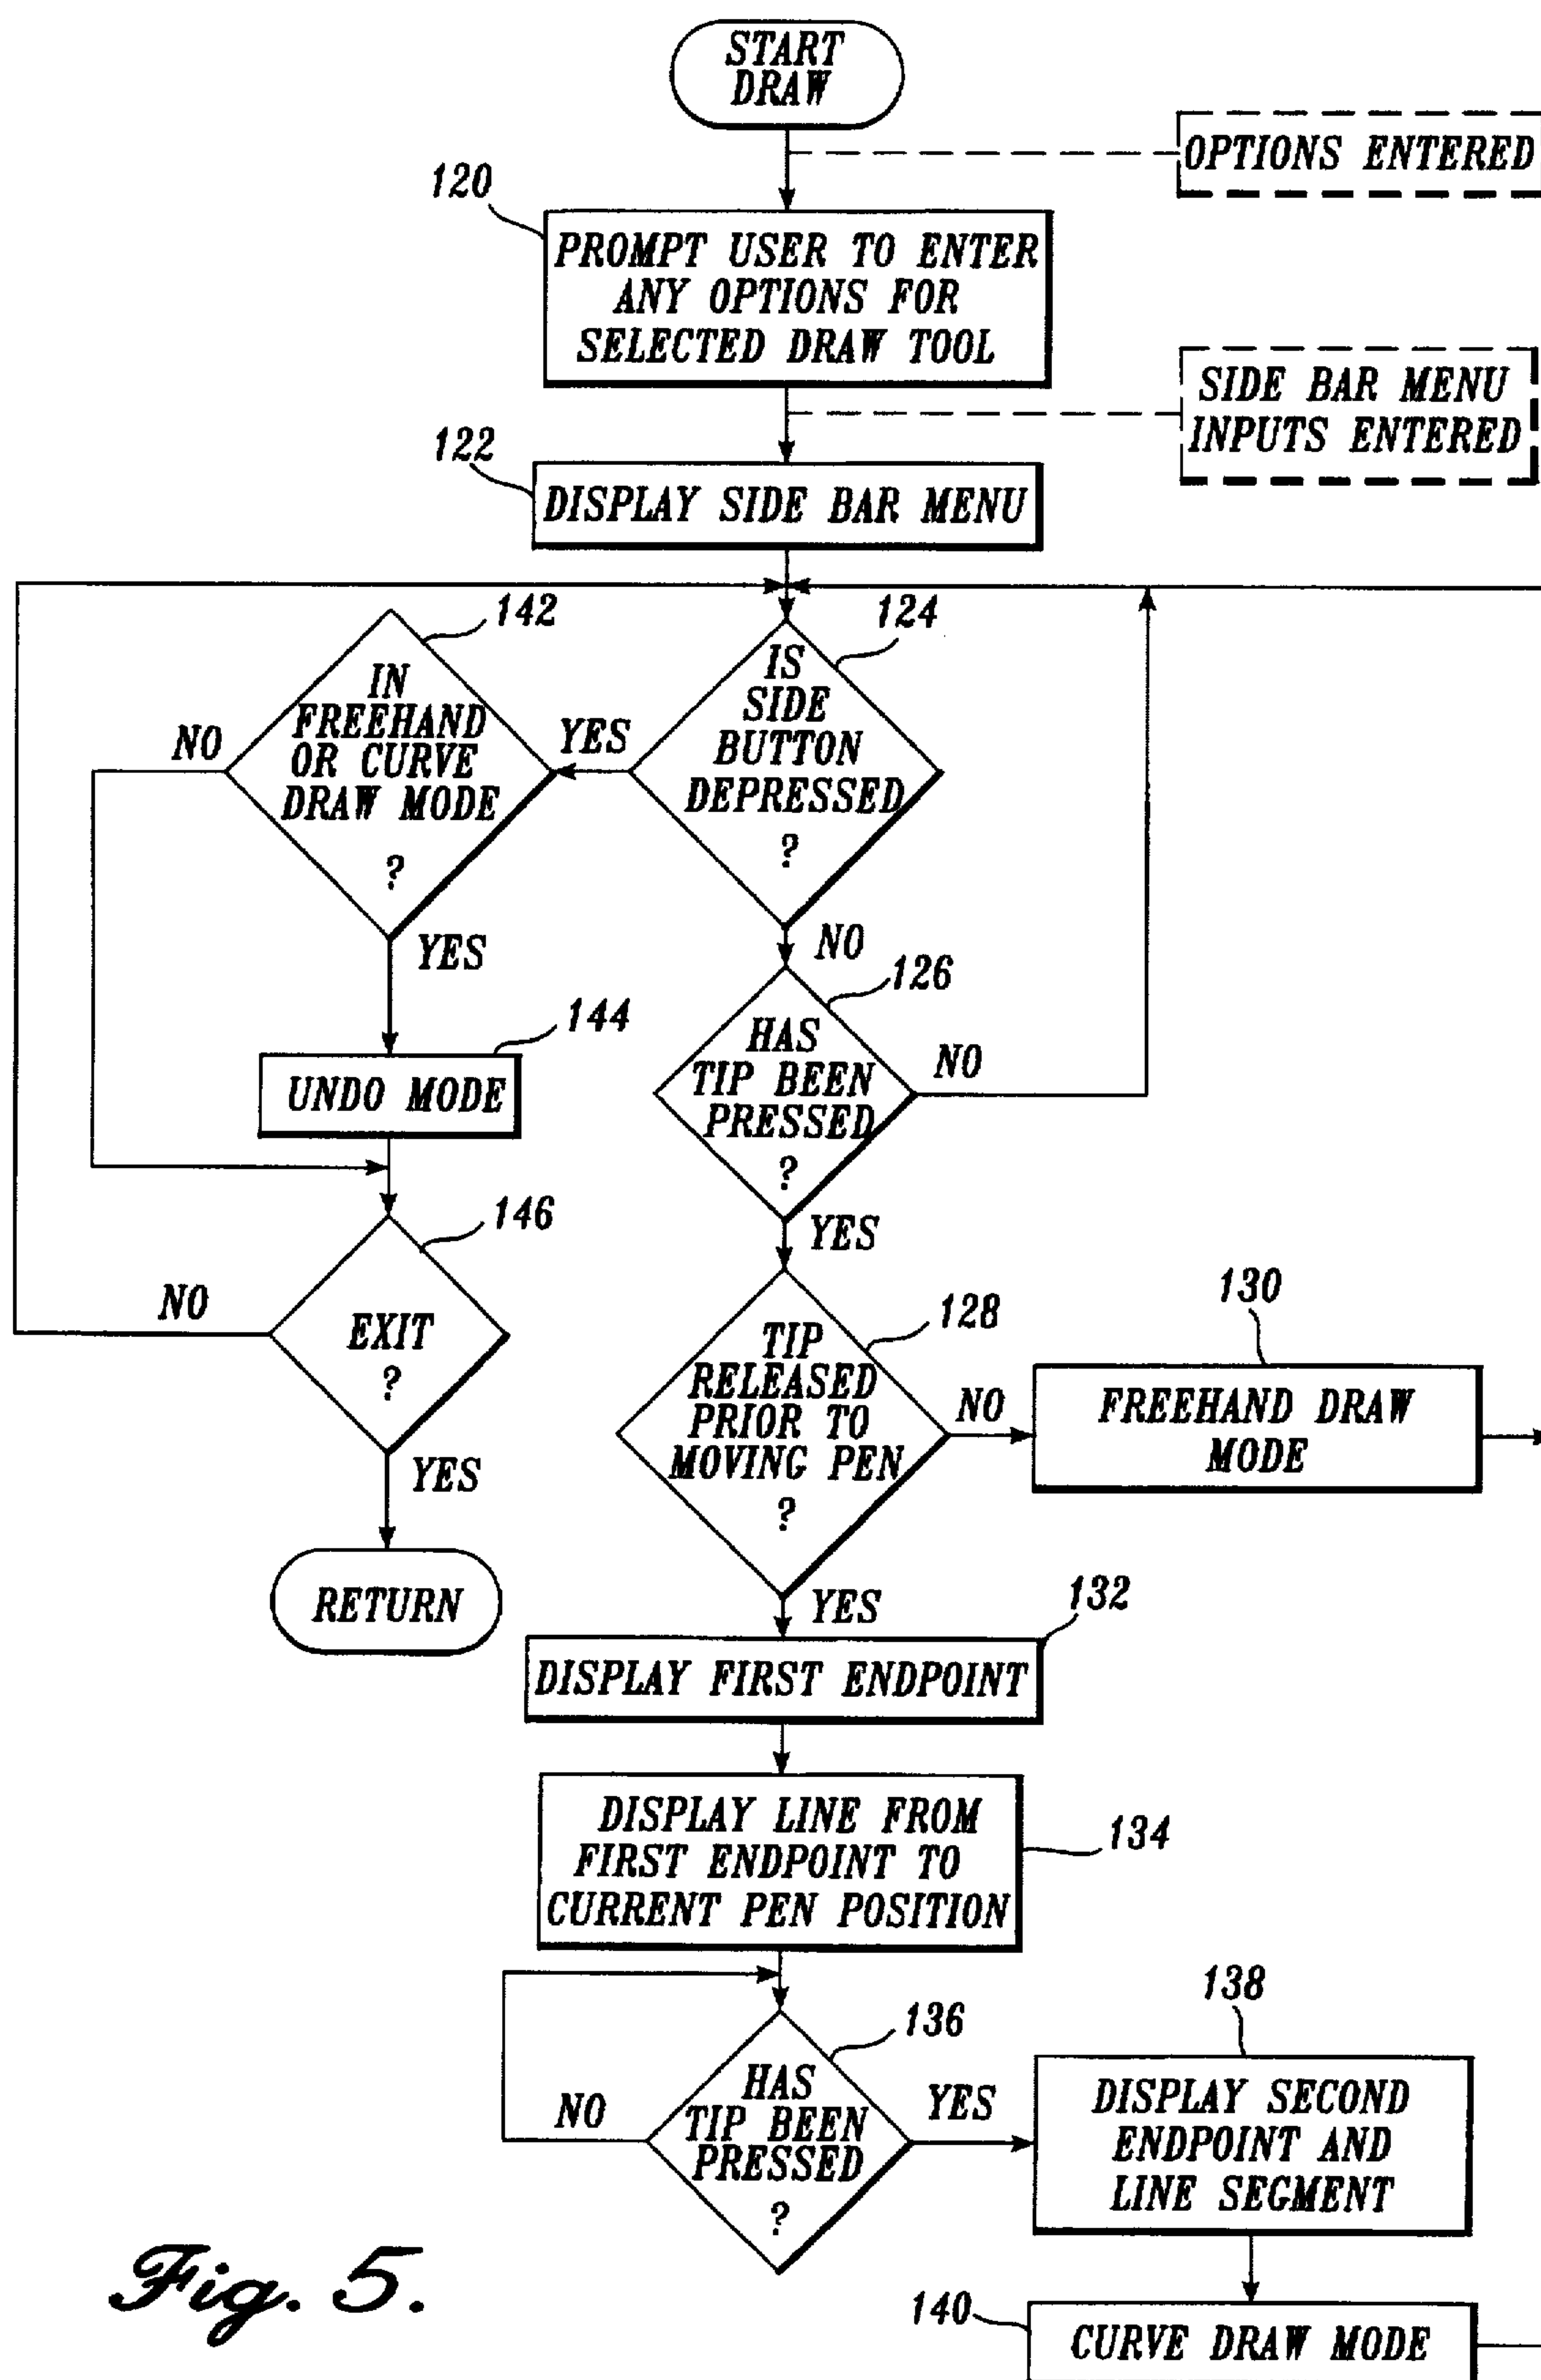 START
DRAW
OPTIONS ENTERED
120
PROMPT USER TO ENTER
ANY OPTIONS FOR
SELECTED DRAW TOOL
SIDE BAR MENU
INPUTS ENTERED
122
DISPLAY SIDE BAR MENU
142
124
IN
FREEHAND
OR CURVE
DRAW MODE
?
NO
YES
IS
SIDE
BUTTON
DEPRESSED
?
YES
NO
126
144
UNDO MODE
HAS
TIP BEEN
PRESSED
?
NO
YES
146
EXIT
?
NO
YES
RETURN
128
TIP
RELEASED
PRIOR TO
MOVING PEN
?
NO
130
FREEHAND DRAW
MODE
YES
132
DISPLAY FIRST ENDPOINT
DISPLAY LINE FROM
FIRST ENDPOINT TO
CURRENT PEN POSITION
134
136
HAS
TIP BEEN
PRESSED
?
NO
YES
138
DISPLAY SECOND
ENDPOINT AND
LINE SEGMENT
140
CURVE DRAW MODE
Fig. 5.